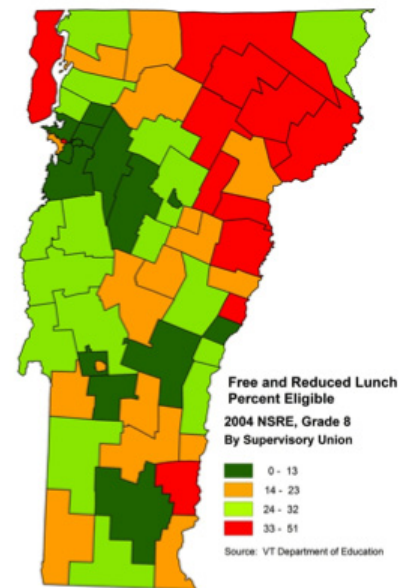 Free and Reduced Lunch
Percent Eligible
2004 NSRE, Grade 8
By Supervisory Union
0 - 13
14 - 23
24 - 32
33 - 51
Source: VT Department of Education